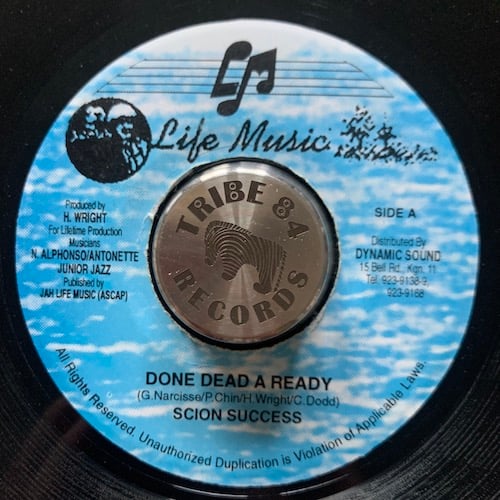 LM
Life Music
Produced by
H. WRIGHT
For Lifetime Production
Musicians
N. ALPHONSO/ANTONETTE
JUNIOR JAZZ
Published by
JAH LIFE MUSIC (ASCAP)
TRIBE 84
RECORDS
SIDE A
Distributed By
DYNAMIC SOUND
15 Bell Rd., Kgn. 11
Tel: 923-9138-9,
923-9168
DONE DEAD A READY
(G.Narcisse/P.Chin/H.Wright/C.Dodd)
SCION SUCCESS
All Rights Reserved. Unauthorized Duplication is Violation of Applicable Laws.